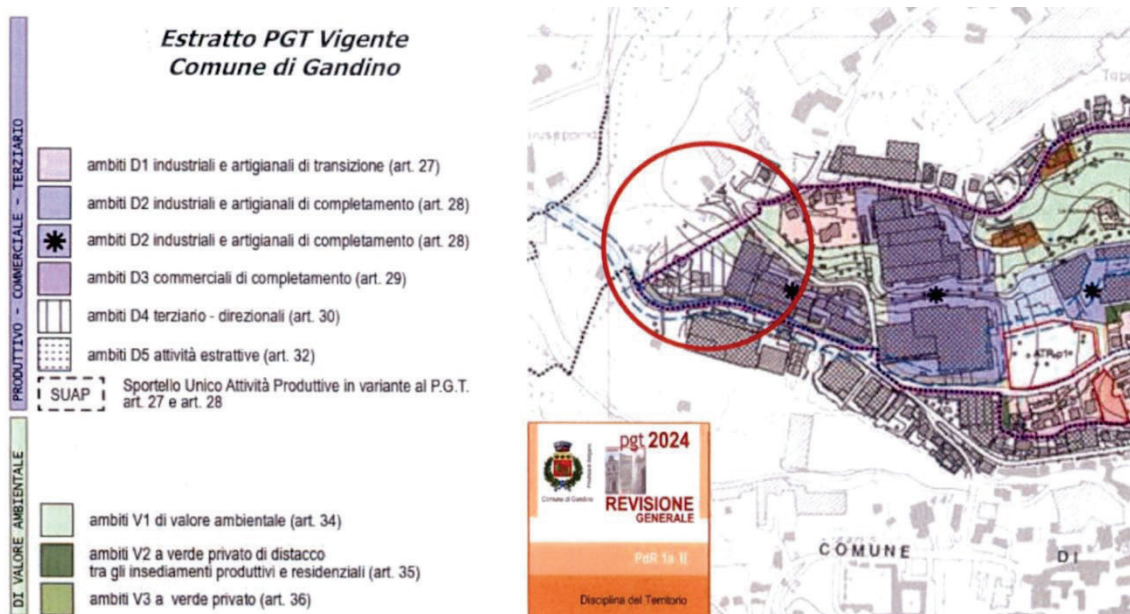 Estratto PGT Vigente
Comune di Gandino
PRODUTTIVO - COMMERCIALE - TERZIARIO
ambiti D1 industriali e artigianali di transizione (art. 27)
ambiti D2 industriali e artigianali di completamento (art. 28)
ambiti D2 industriali e artigianali di completamento (art. 28)
ambiti D3 commerciali di completamento (art. 29)
ambiti D4 terziario - direzionali (art. 30)
ambiti D5 attività estrattive (art. 32)
SUAP
Sportello Unico Attività Produttive in variante al P.G.T.
art. 27 e art. 28
DI VALORE AMBIENTALE
ambiti V1 di valore ambientale (art. 34)
ambiti V2 a verde privato di distacco
tra gli insediamenti produttivi e residenziali (art. 35)
ambiti V3 a verde privato (art. 36)
pgt 2024
Comune di Gandino
REVISIONE
GENERALE
Disciplina del Territorio
COMUNE DI